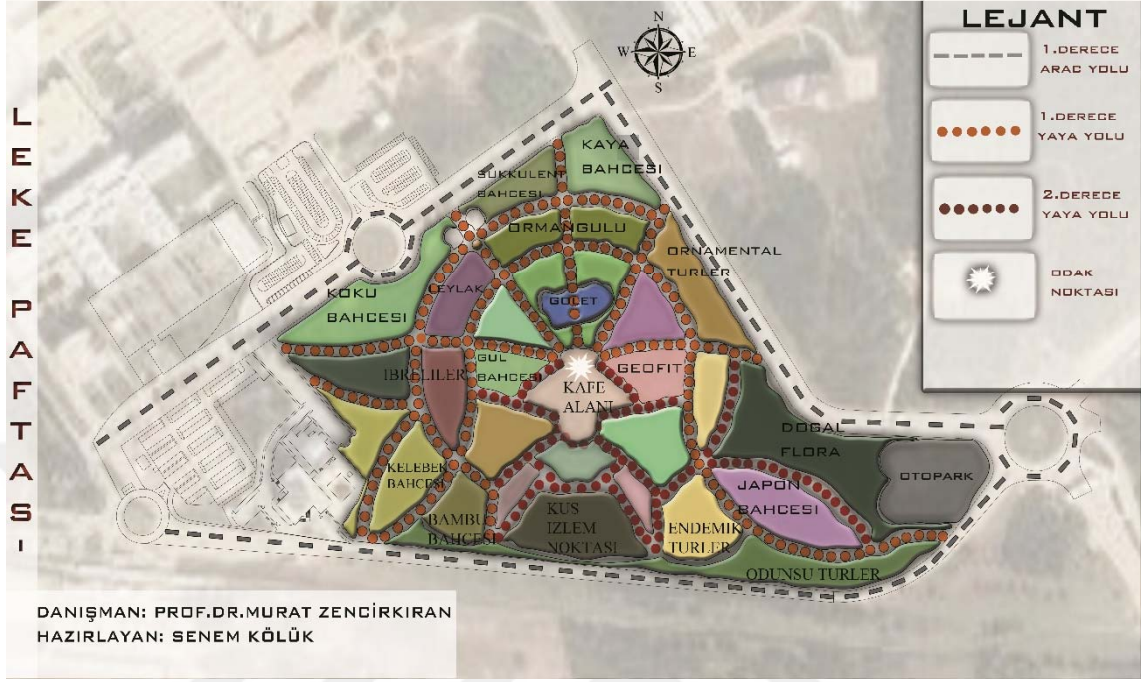 LEKE PAFTASI
N
W
E
S
LEJANT
1.DERECE
ARAC YOLU
1.DERECE
YAYA YOLU
2.DERECE
YAYA YOLU
ODAK
NOKTASI
KAYA
BAHCESI
SUKKULENT
BAHCESI
ORMANGULU
ORNAMENTAL
TURLER
KOKU
BAHCESI
LEYLAK
GOLET
IBRELILER
GUL
BAHCESI
GEOFIT
KAFE
ALANI
DOGAL
FLORA
OTOPARK
KELEBEK
BAHCESI
JAPON
BAHCESI
BAMBU
BAHCESI
KUS
IZLEM
NOKTASI
ENDEMIK
TURLER
ODUNSU TURLER
DANIŞMAN: PROF.DR.MURAT ZENCIRKIRAN
HAZIRLAYAN: SENEM KÖLÜK